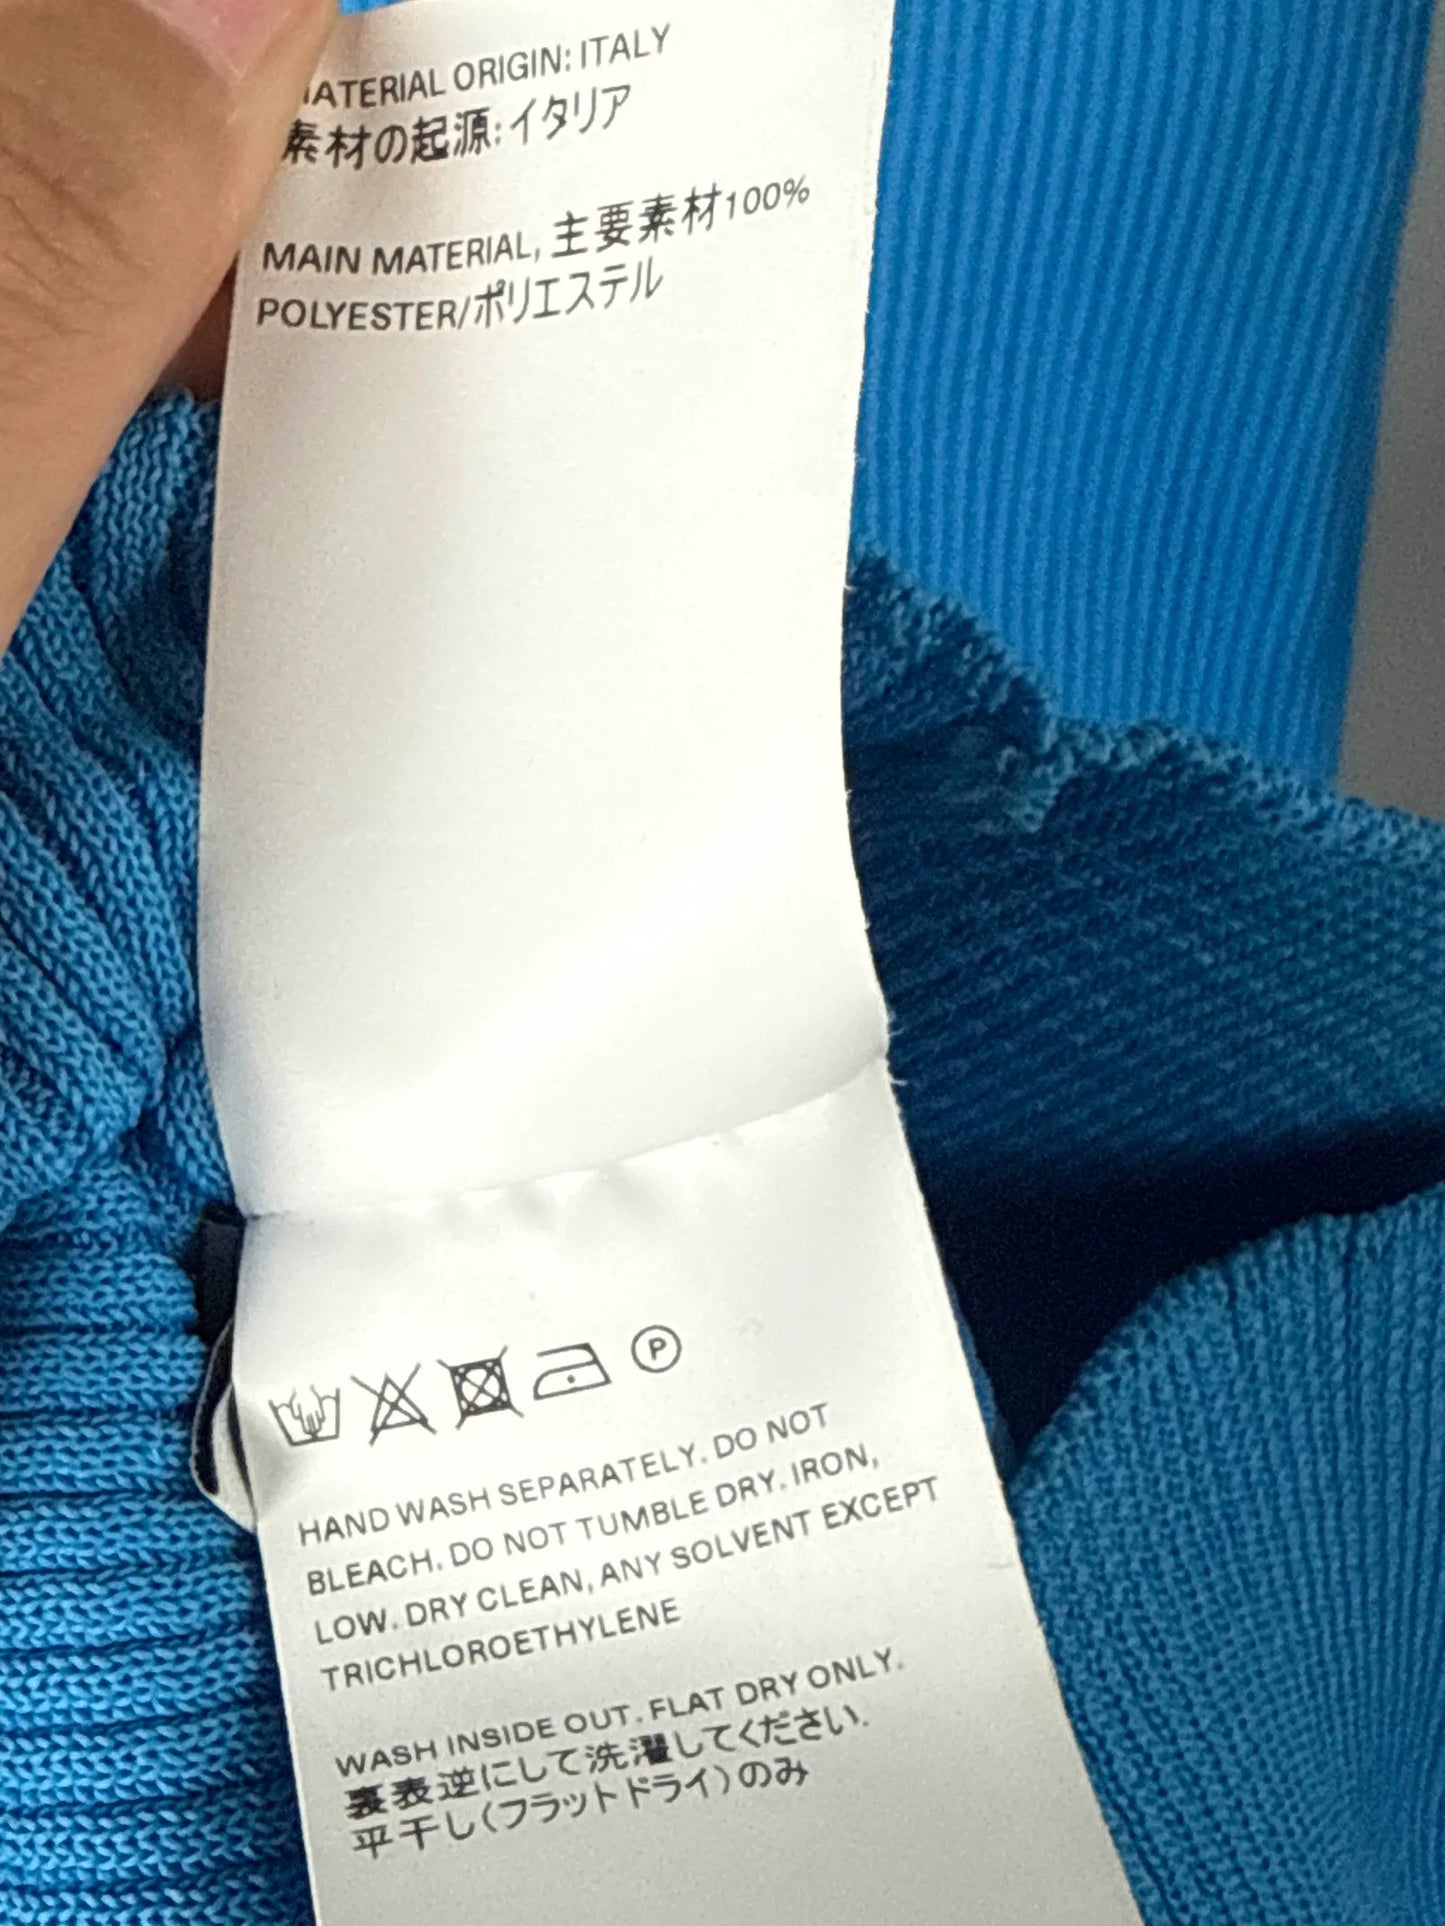 MATERIAL ORIGIN: ITALY
素材の起源:イタリア
MAIN MATERIAL, 主要素材100%
POLYESTER/ポリエステル
P
HAND WASH SEPARATELY. DO NOT
BLEACH. DO NOT TUMBLE DRY. IRON,
LOW. DRY CLEAN, ANY SOLVENT EXCEPT
TRICHLOROETHYLENE
WASH INSIDE OUT. FLAT DRY ONLY.
裏表逆にして洗濯してください.
平干し(フラットドライ)のみ